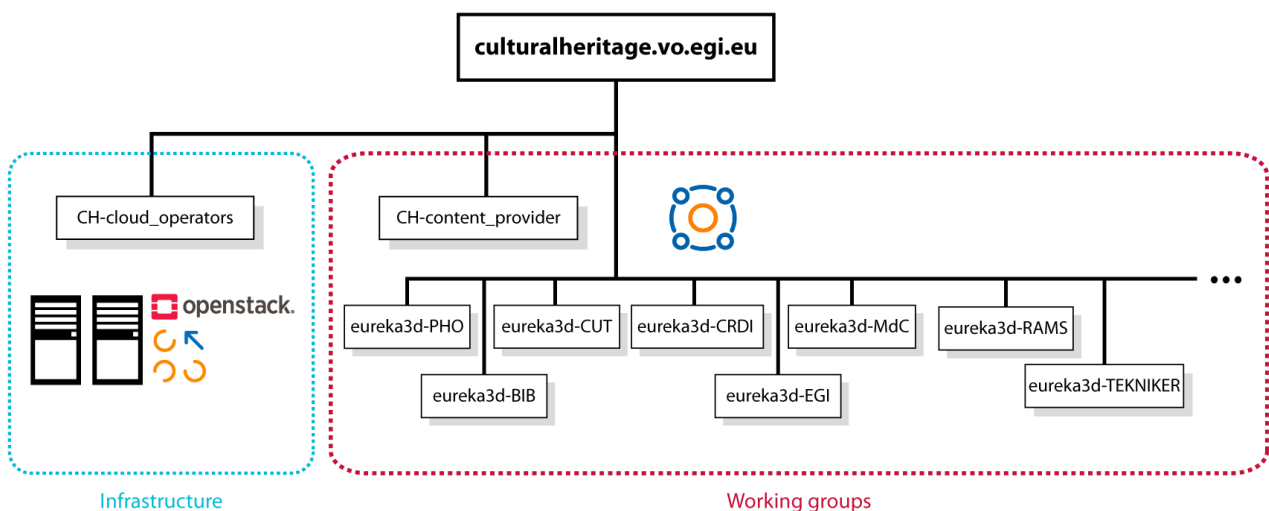 culturalheritage.vo.egi.eu
CH-cloud_operators
CH-content_provider
openstack.
eureka3d-PHO
eureka3d-CUT
eureka3d-CRDI
eureka3d-MdC
eureka3d-RAMS
eureka3d-BIB
eureka3d-EGI
eureka3d-TEKNIKER
Infrastructure
Working groups